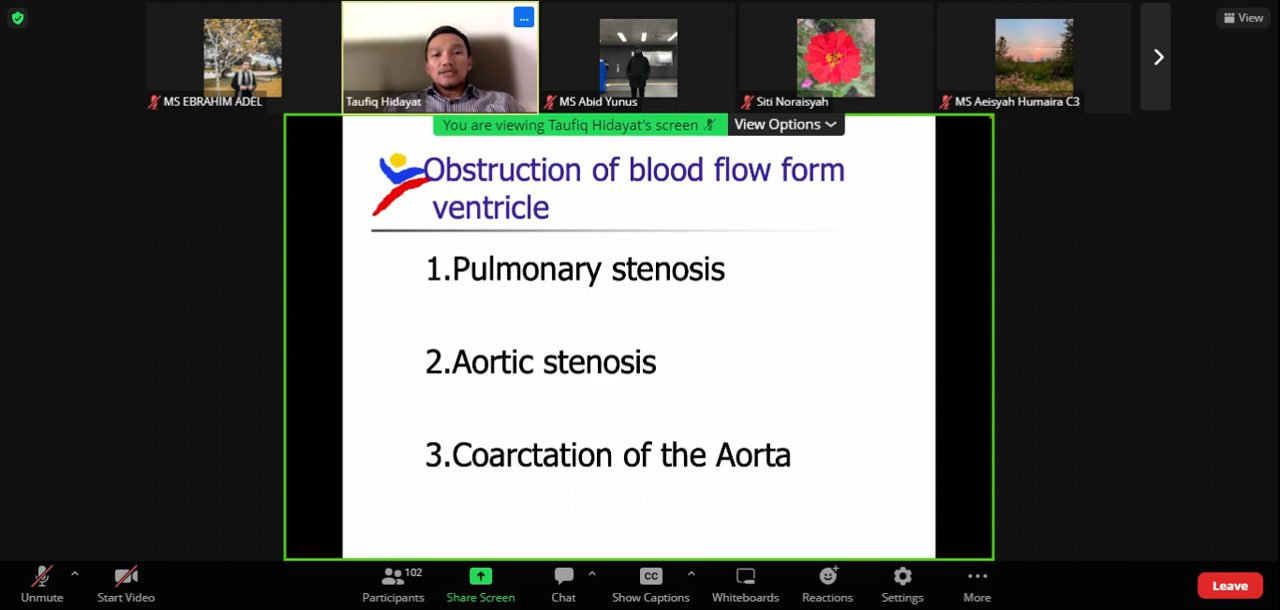 View
MS EBRAHIM ADEL
Taufiq Hidayat
MS Abid Yunus
Siti Noraisyah
MS Aeisyah Humaira C3
You are viewing Taufiq Hidayat's screen
View Options
Obstruction of blood flow form
ventricle
1.Pulmonary stenosis
2.Aortic stenosis
3.Coarctation of the Aorta
Unmute
Start Video
102
Participants
Share Screen
Chat
CC
Show Captions
Whiteboards
Reactions
Settings
More
Leave